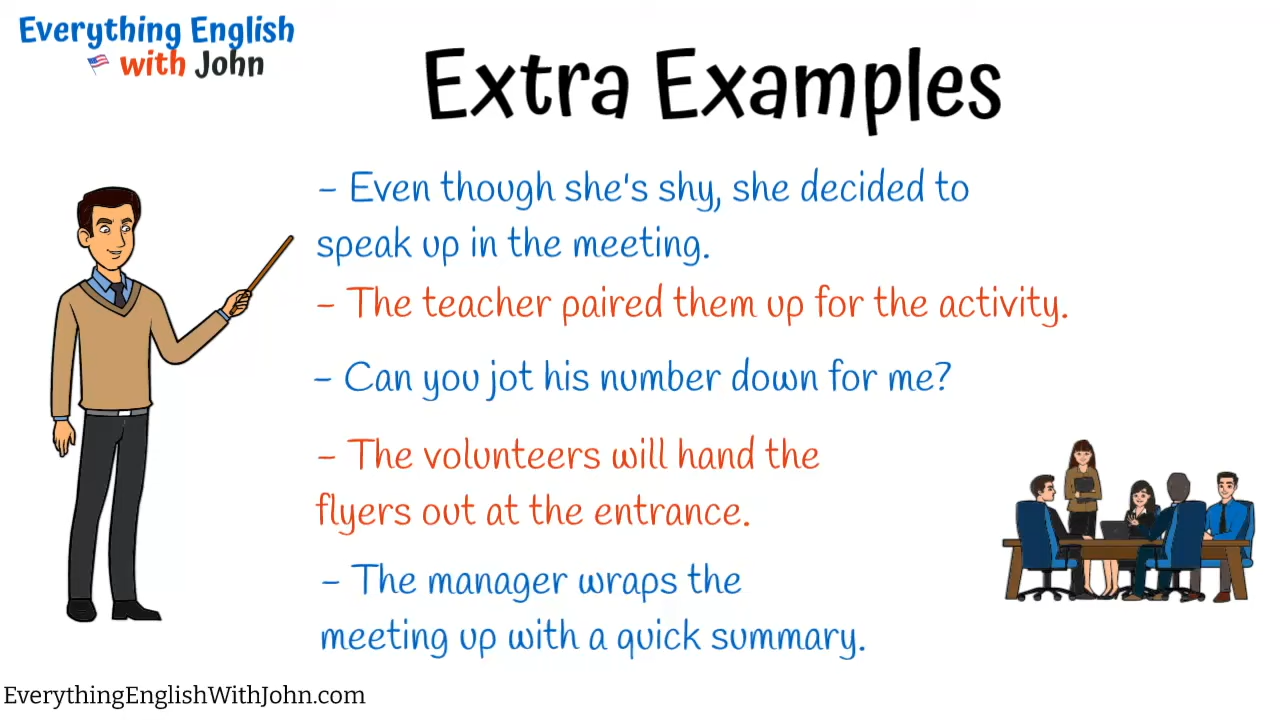 Everything English
with John
Extra Examples
- Even though she's shy, she decided to
speak up in the meeting.
- The teacher paired them up for the activity.
- Can you jot his number down for me?
- The volunteers will hand the
flyers out at the entrance.
- The manager wraps the
meeting up with a quick summary.
EverythingEnglishWithJohn.com